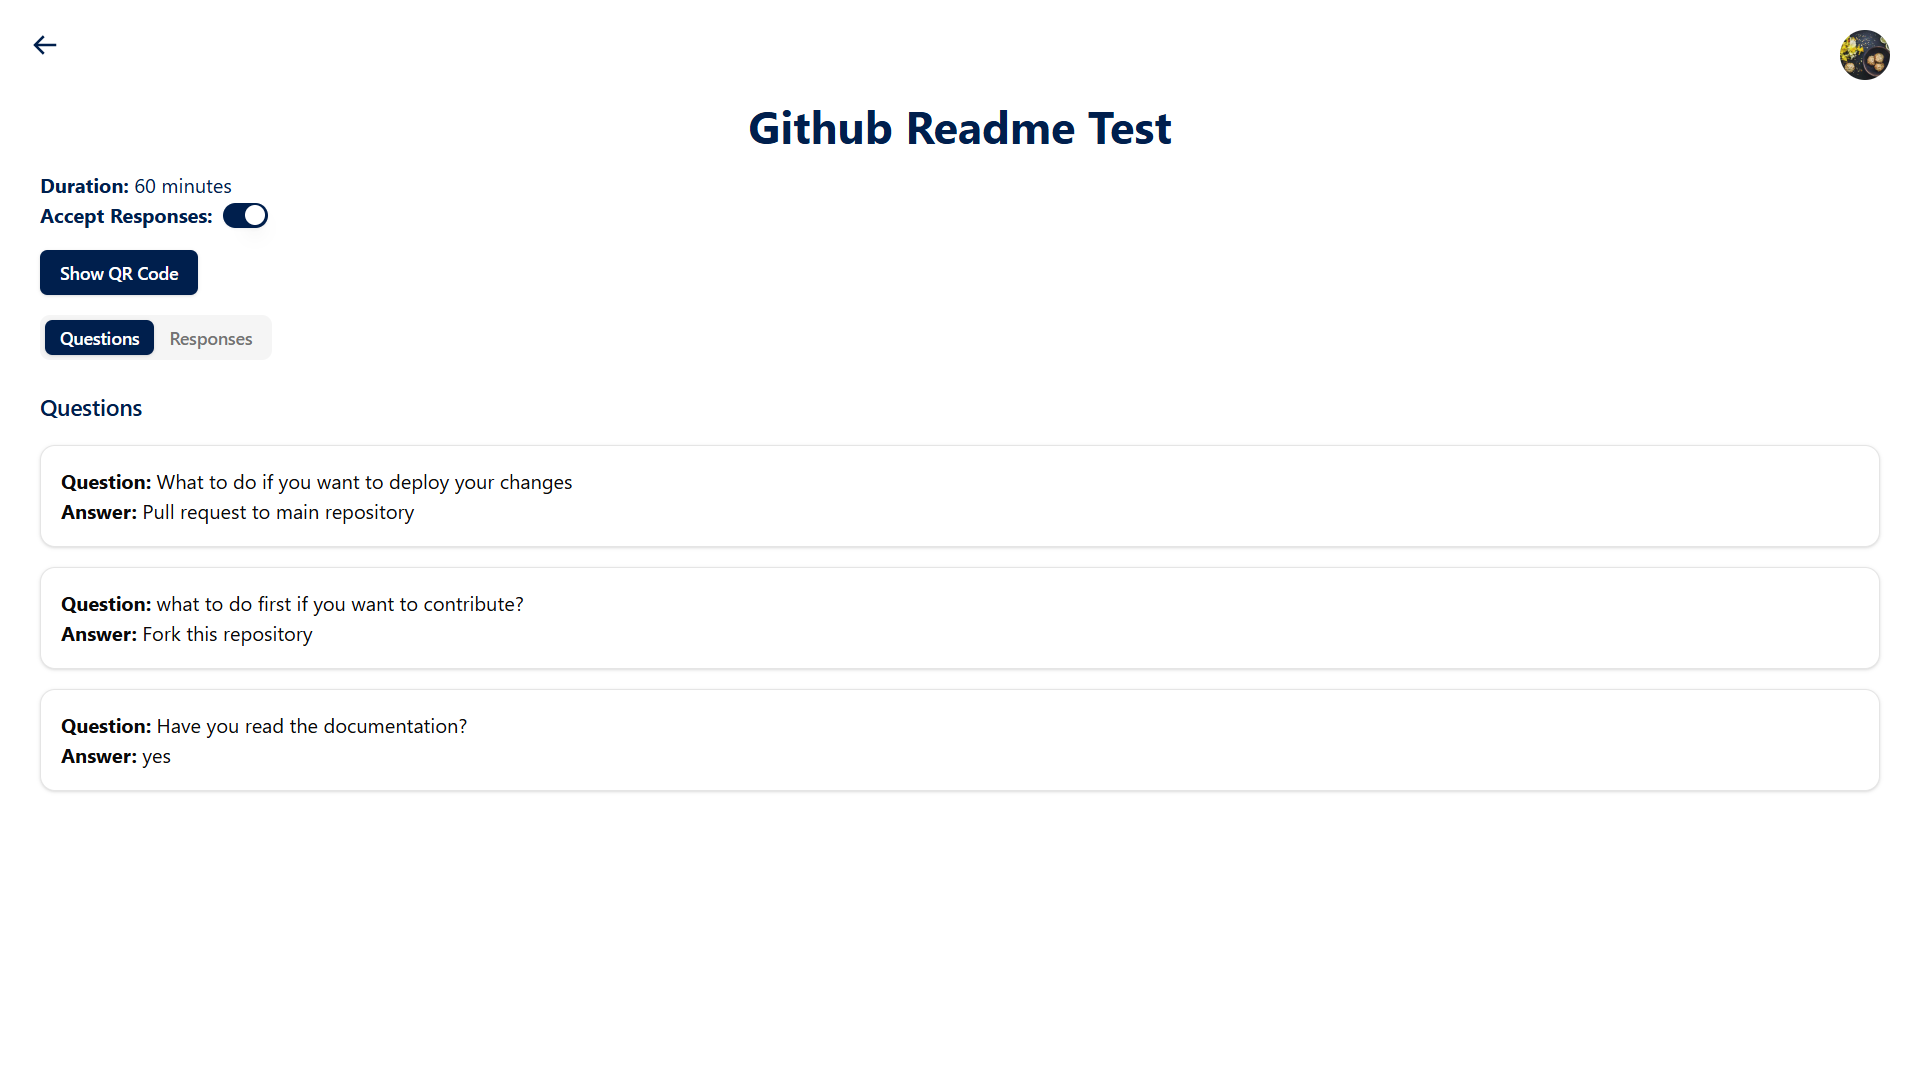 Github Readme Test
Duration: 60 minutes
Accept Responses:
Show QR Code
Questions Responses
Questions
Question: What to do if you want to deploy your changes
Answer: Pull request to main repository
Question: what to do first if you want to contribute?
Answer: Fork this repository
Question: Have you read the documentation?
Answer: yes